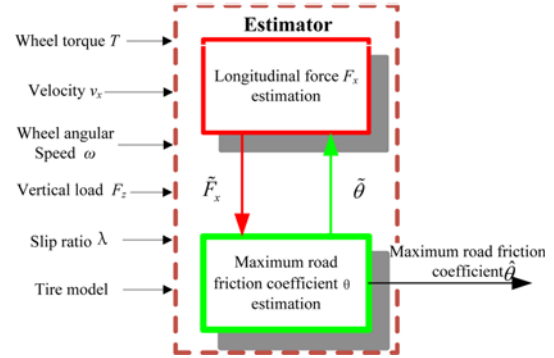 Estimator
Wheel torque T
Velocity vₓ
Wheel angular
Speed ω
Vertical load F_z
Slip ratio λ
Tire model
Longitudinal force Fₓ
estimation
F̃ₓ
θ̃
Maximum road
friction coefficient θ
estimation
Maximum road friction
coefficient θ̂